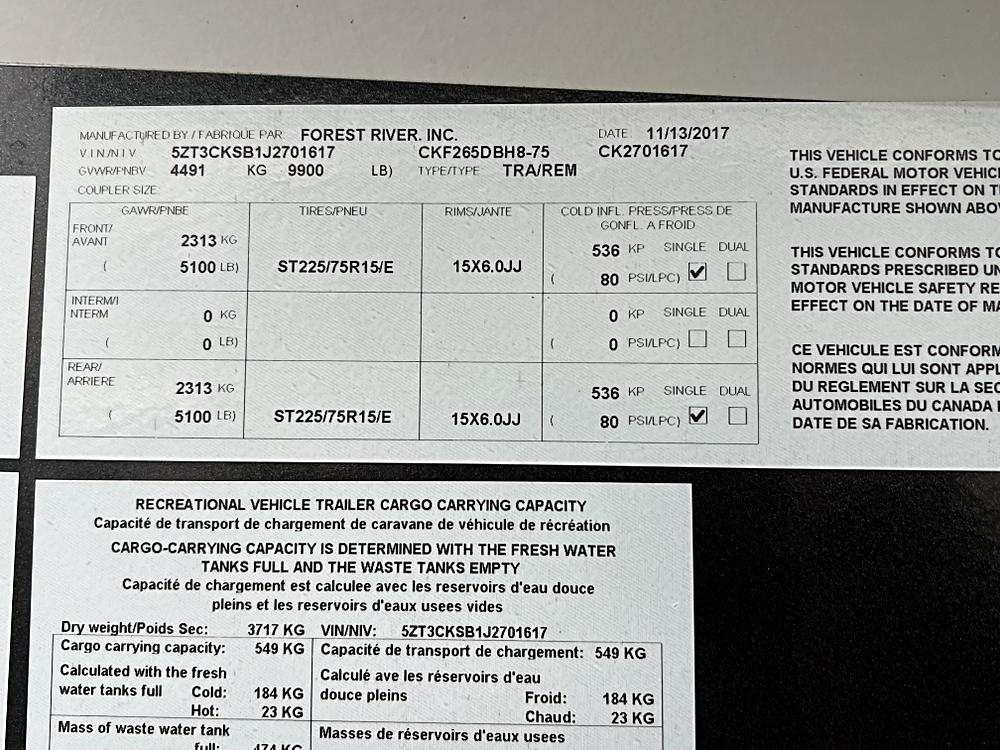 MANUFACTURED BY / FABRIQUE PAR: FOREST RIVER. INC. DATE: 11/13/2017
VIN/NIV 5ZT3CKSB1J2701617 CKF265DBH8-75 CK2701617
GVWR/PNBV 4491 KG 9900 LB) TYPE/TYPE TRA/REM
COUPLER SIZE:
GAWR/PNBE TIRES/PNEU RIMS/JANTE COLD INFL. PRESS/PRESS,DE
GONFL. A FROID
FRONT/
AVANT 2313 KG 536 KP SINGLE DUAL
( 5100 LB) ST225/75R15/E 15X6.0JJ ( 80 PSI/LPC)
INTERM/I
NTERM 0 KG 0 KP SINGLE DUAL
( 0 LB) ( 0 PSI/LPC)
REAR/
ARRIERE 2313 KG 536 KP SINGLE DUAL
( 5100 LB) ST225/75R15/E 15X6.0JJ ( 80 PSI/LPC)
THIS VEHICLE CONFORMS TO
U.S. FEDERAL MOTOR VEHIC
STANDARDS IN EFFECT ON T
MANUFACTURE SHOWN ABOV
THIS VEHICLE CONFORMS TO
STANDARDS PRESCRIBED UN
MOTOR VEHICLE SAFETY RE
EFFECT ON THE DATE OF MA
CE VEHICULE EST CONFORM
NORMES QUI LUI SONT APPL
DU REGLEMENT SUR LA SEC
AUTOMOBILES DU CANADA
DATE DE SA FABRICATION.
RECREATIONAL VEHICLE TRAILER CARGO CARRYING CAPACITY
Capacité de transport de chargement de caravane de véhicule de récréation
CARGO-CARRYING CAPACITY IS DETERMINED WITH THE FRESH WATER
TANKS FULL AND THE WASTE TANKS EMPTY
Capacité de chargement est calculee avec les reservoirs d'eau douce
pleins et les reservoirs d'eaux usees vides
Dry weight/Poids Sec: 3717 KG VIN/NIV: 5ZT3CKSB1J2701617
Cargo carrying capacity: 549 KG Capacité de transport de chargement: 549 KG
Calculated with the fresh Calculé ave les réservoirs d'eau
water tanks full Cold: 184 KG douce pleins Froid: 184 KG
Hot: 23 KG Chaud: 23 KG
Mass of waste water tank Masses de réservoirs d'eaux usees
full: 474 KG